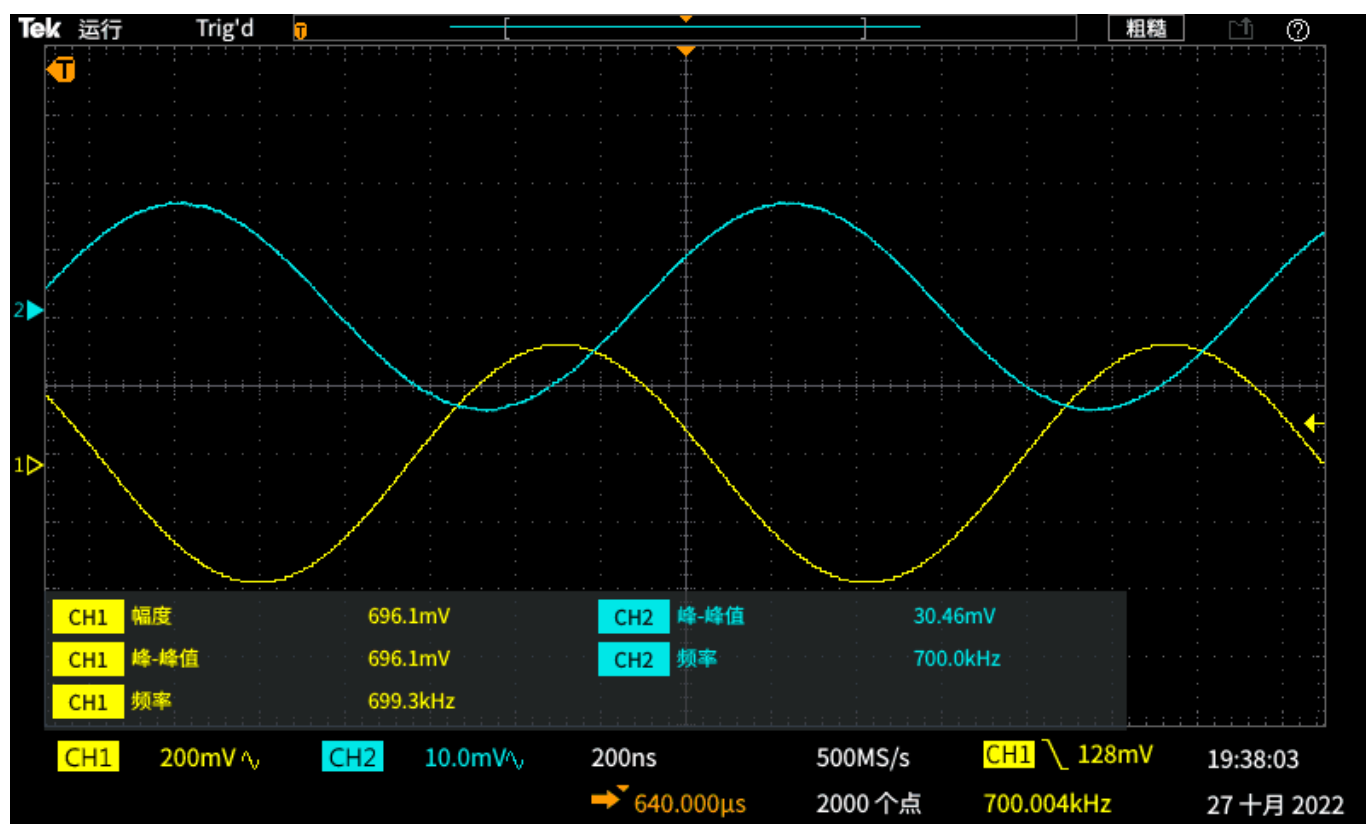 Tek 运行 Trig'd T [ ] 粗糙 ?
T
2
1
CH1 幅度 696.1mV CH2 峰-峰值 30.46mV
CH1 峰-峰值 696.1mV CH2 频率 700.0kHz
CH1 频率 699.3kHz
CH1 200mV CH2 10.0mV 200ns 500MS/s CH1 128mV 19:38:03
640.000μs 2000 个点 700.004kHz 27 十月 2022